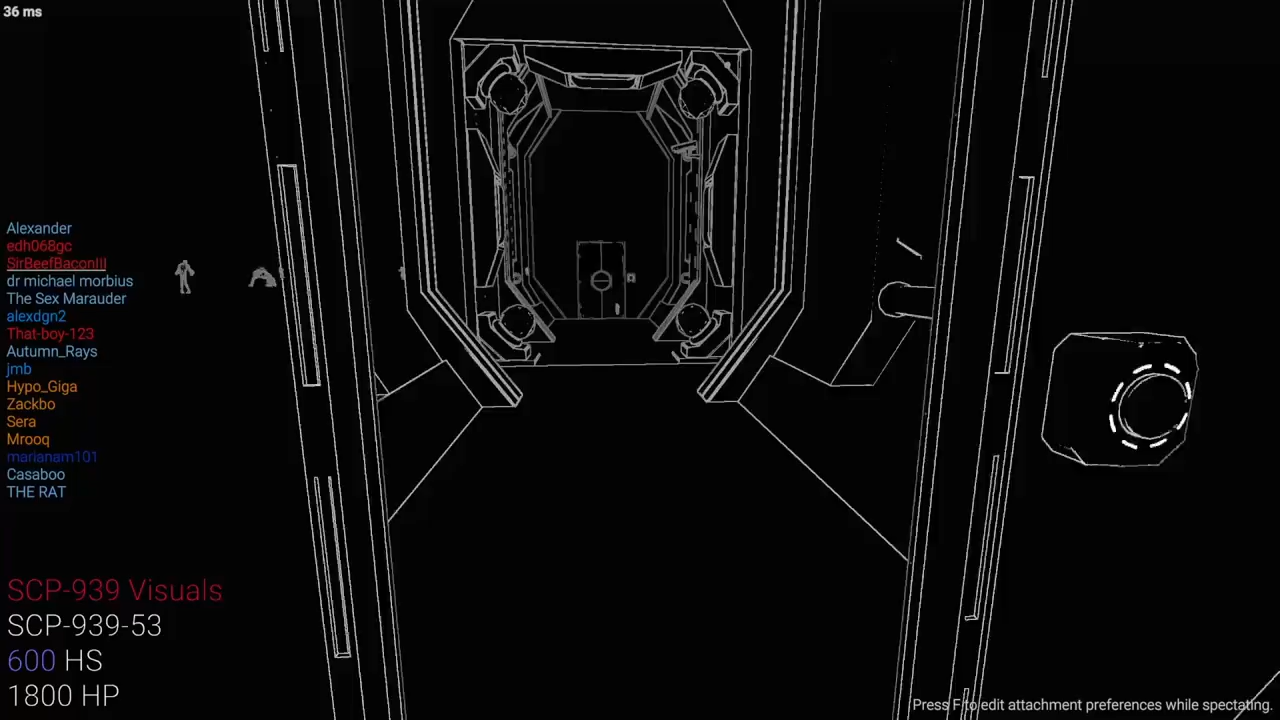 36 ms
Alexander
edh068gc
SirBeefBaconIII
dr michael morbius
The Sex Marauder
alexdgn2
That-boy-123
Autumn_Rays
jmb
Hypo_Giga
Zackbo
Sera
Mrooq
marianam101
Casaboo
THE RAT
SCP-939 Visuals
SCP-939-53
600 HS
1800 HP
Press F to edit attachment preferences while spectating.